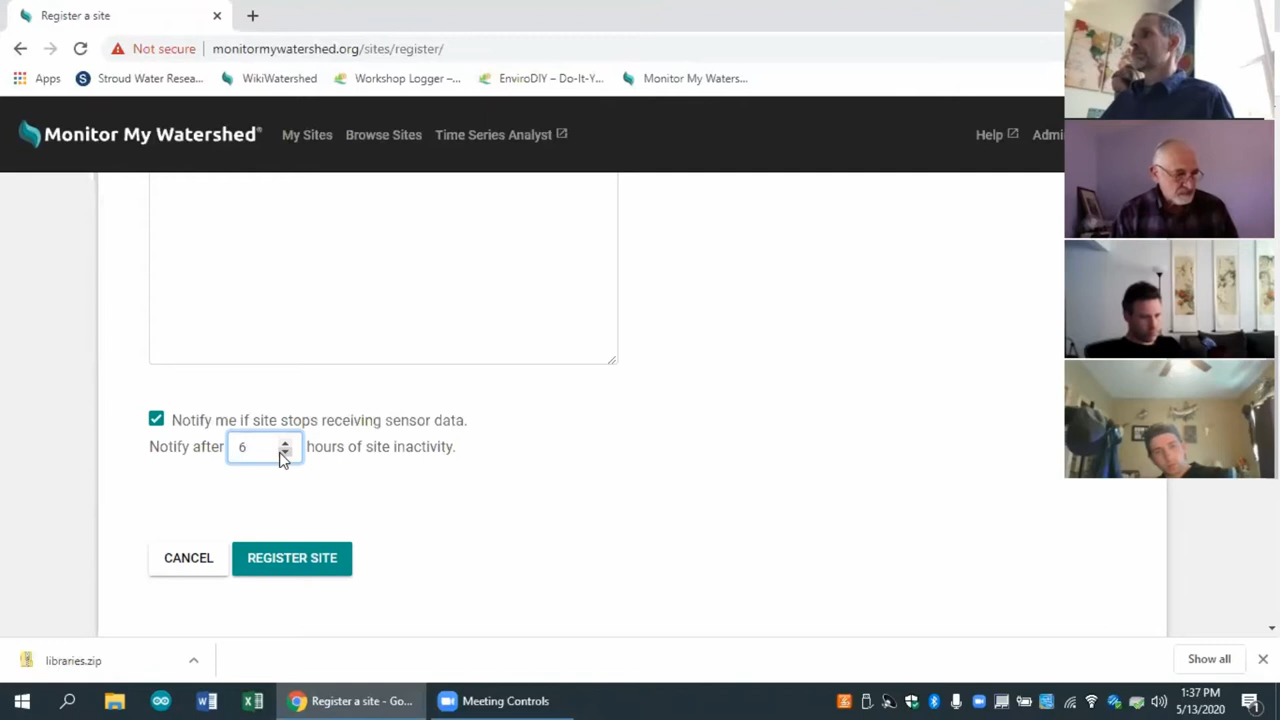 Register a site
Not secure monitormywatershed.org/sites/register/
Apps Stroud Water Resea... WikiWatershed Workshop Logger –... EnviroDIY – Do-It-Y... Monitor My Waters...
Monitor My Watershed® My Sites Browse Sites Time Series Analyst Help Admi
Notify me if site stops receiving sensor data.
Notify after 6 hours of site inactivity.
CANCEL REGISTER SITE
libraries.zip Show all
Register a site - Go... Meeting Controls
1:37 PM
5/13/2020
1